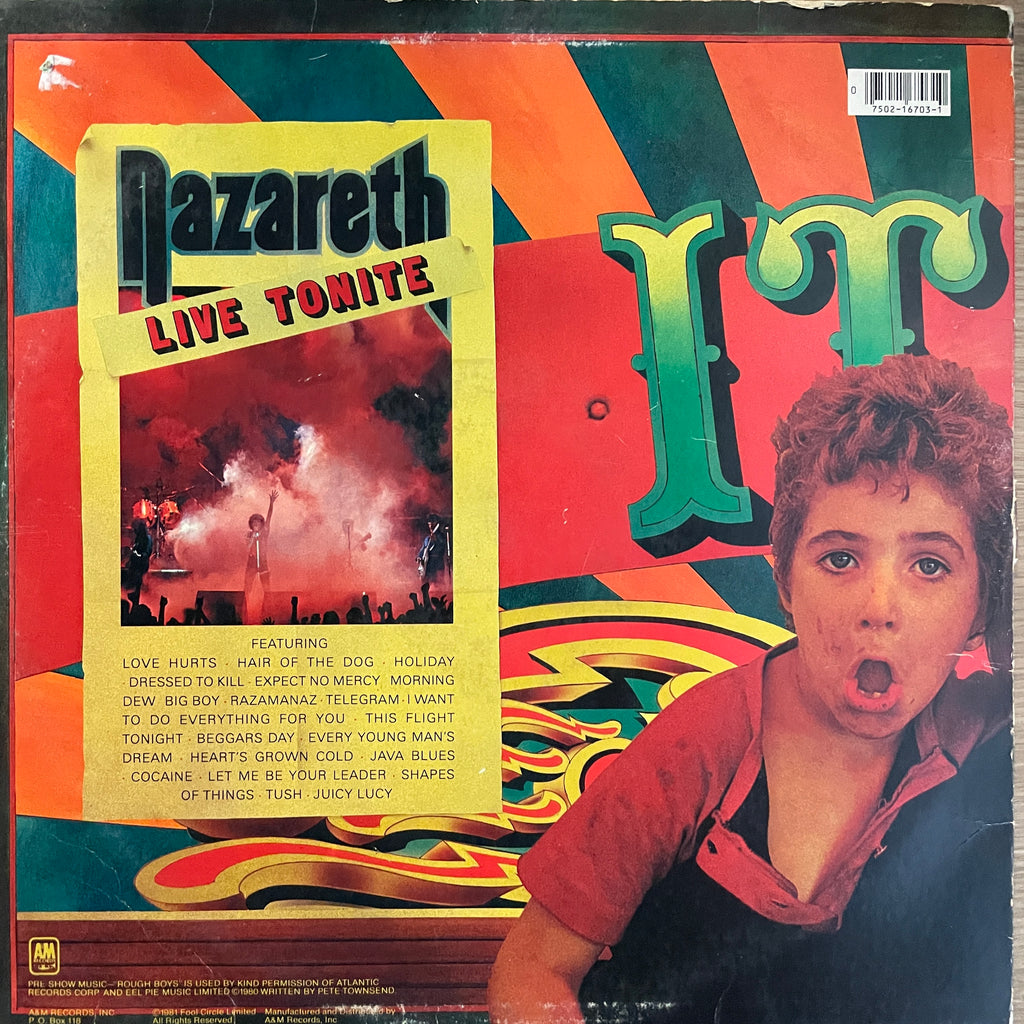 0
7502-16703-1
Nazareth
LIVE TONITE
IT
FEATURING
LOVE HURTS · HAIR OF THE DOG · HOLIDAY
· DRESSED TO KILL · EXPECT NO MERCY · MORNING
DEW BIG BOY · RAZAMANAZ · TELEGRAM · I WANT
TO DO EVERYTHING FOR YOU · THIS FLIGHT
TONIGHT · BEGGARS DAY · EVERY YOUNG MAN'S
DREAM · HEART'S GROWN COLD · JAVA BLUES
· COCAINE · LET ME BE YOUR LEADER · SHAPES
OF THINGS · TUSH · JUICY LUCY
A&M
RECORDS
PRE SHOW MUSIC—"ROUGH BOYS" IS USED BY KIND PERMISSION OF ATLANTIC
RECORDS CORP AND EEL PIE MUSIC LIMITED ©1980 WRITTEN BY PETE TOWNSEND.
A&M RECORDS, INC ©1981 Fool Circle Limited Manufactured and Distributed by
P.O. Box 118 All Rights Reserved A&M Records, Inc